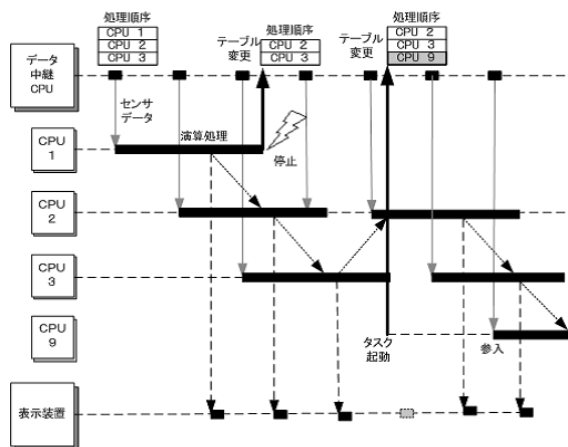 処理順序
CPU 1
CPU 2
CPU 3
テーブル
変更
処理順序
CPU 2
CPU 3
テーブル
変更
処理順序
CPU 2
CPU 3
CPU 9
データ
中継
CPU
センサ
データ
演算処理
停止
CPU
1
CPU
2
CPU
3
CPU
9
タスク
起動
参入
表示装置